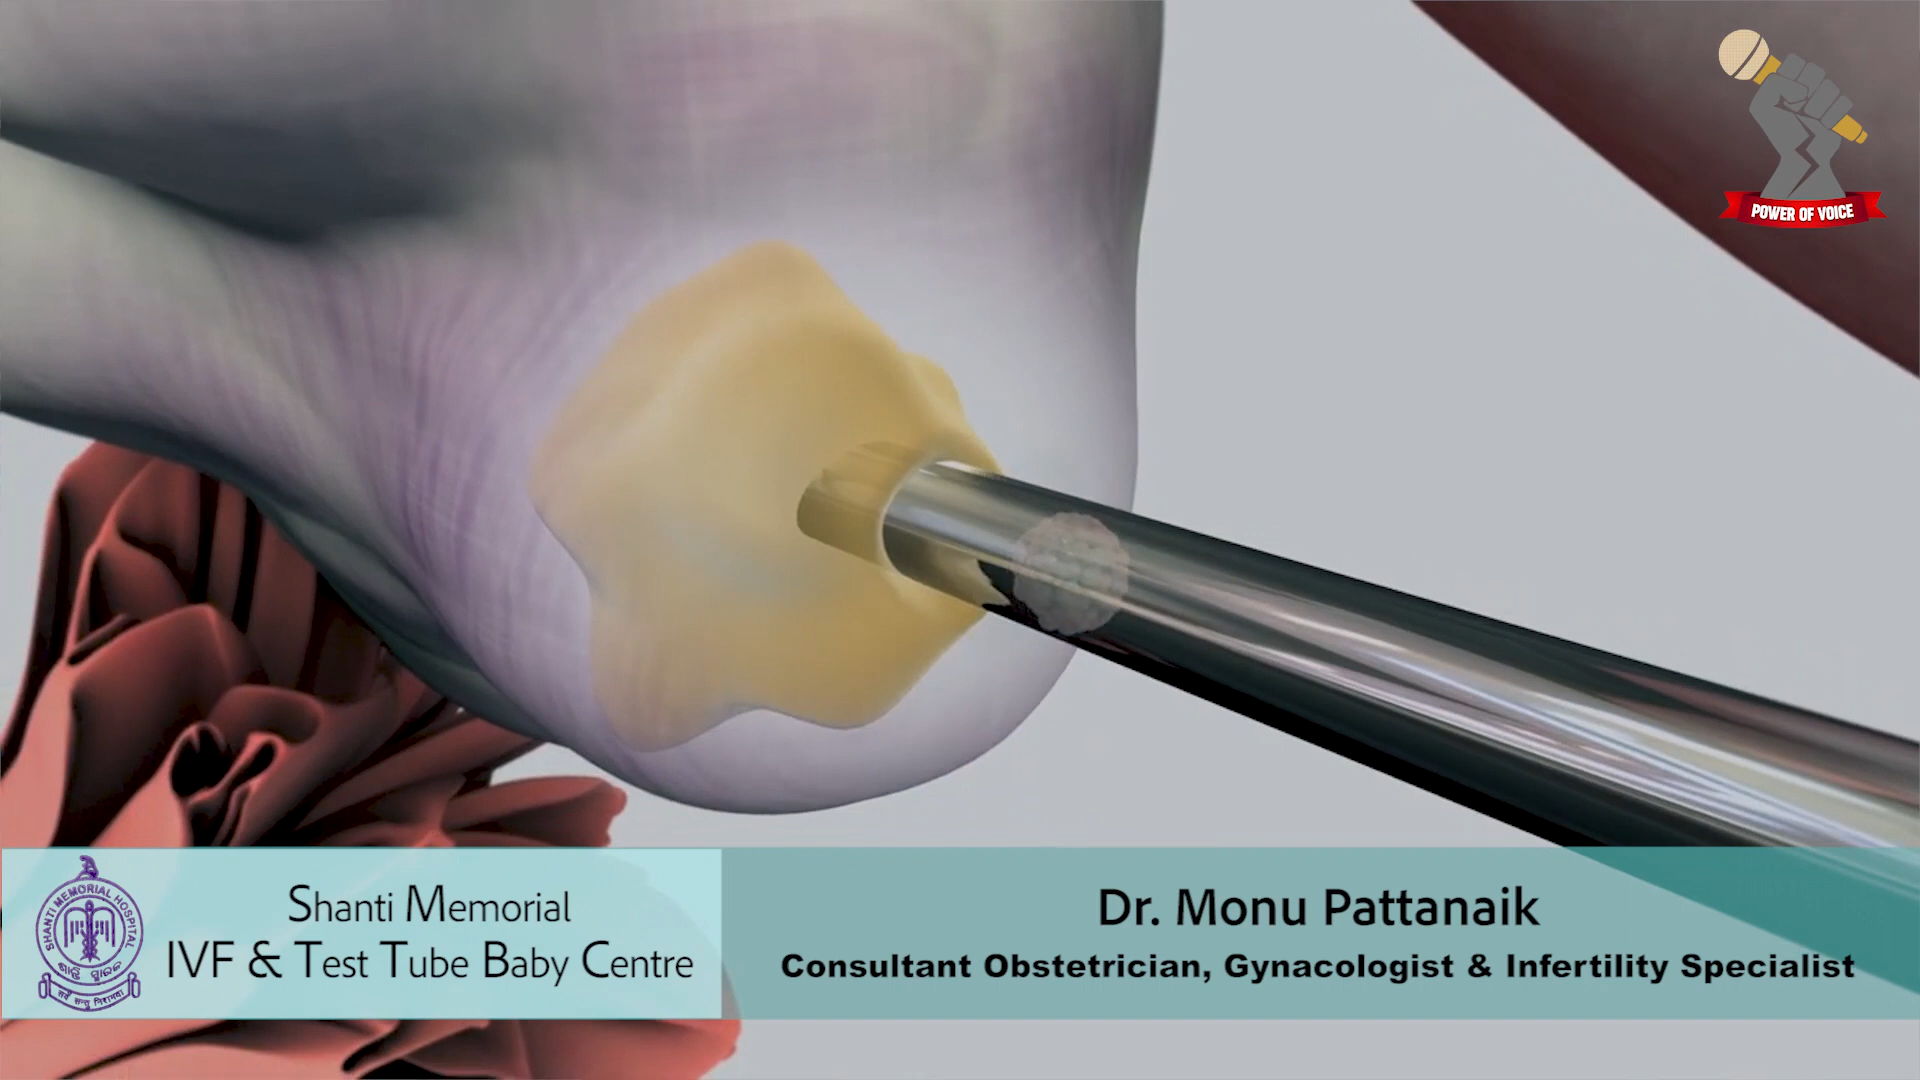 POWER OF VOICE
SHANTI MEMORIAL HOSPITAL
Shanti Memorial
IVF & Test Tube Baby Centre
Dr. Monu Pattanaik
Consultant Obstetrician, Gynacologist & Infertility Specialist